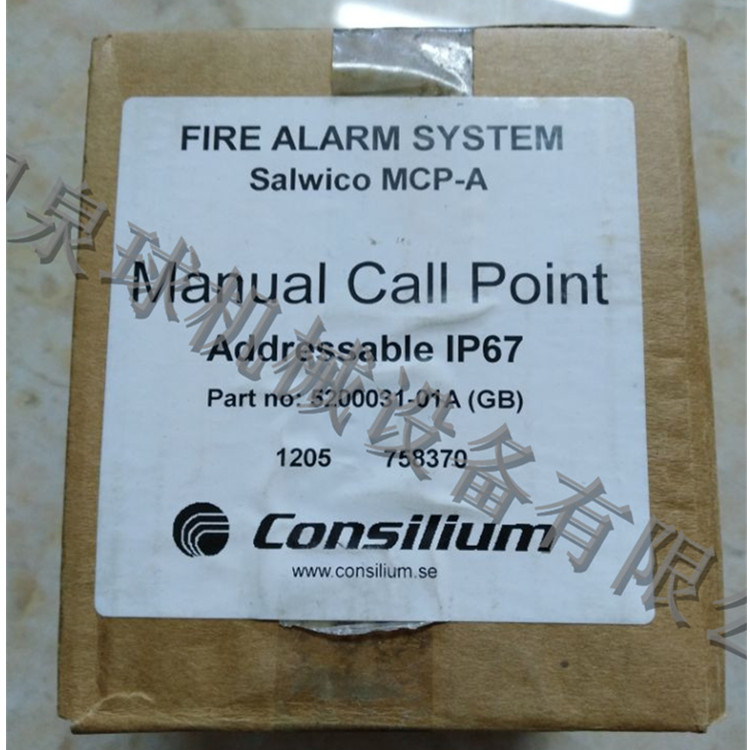 FIRE ALARM SYSTEM
Salwico MCP-A
Manual Call Point
Addressable IP67
Part no: 5200031-01A (GB)
1205 758370
Consilium
www.consilium.se
泉球机械设备有限公